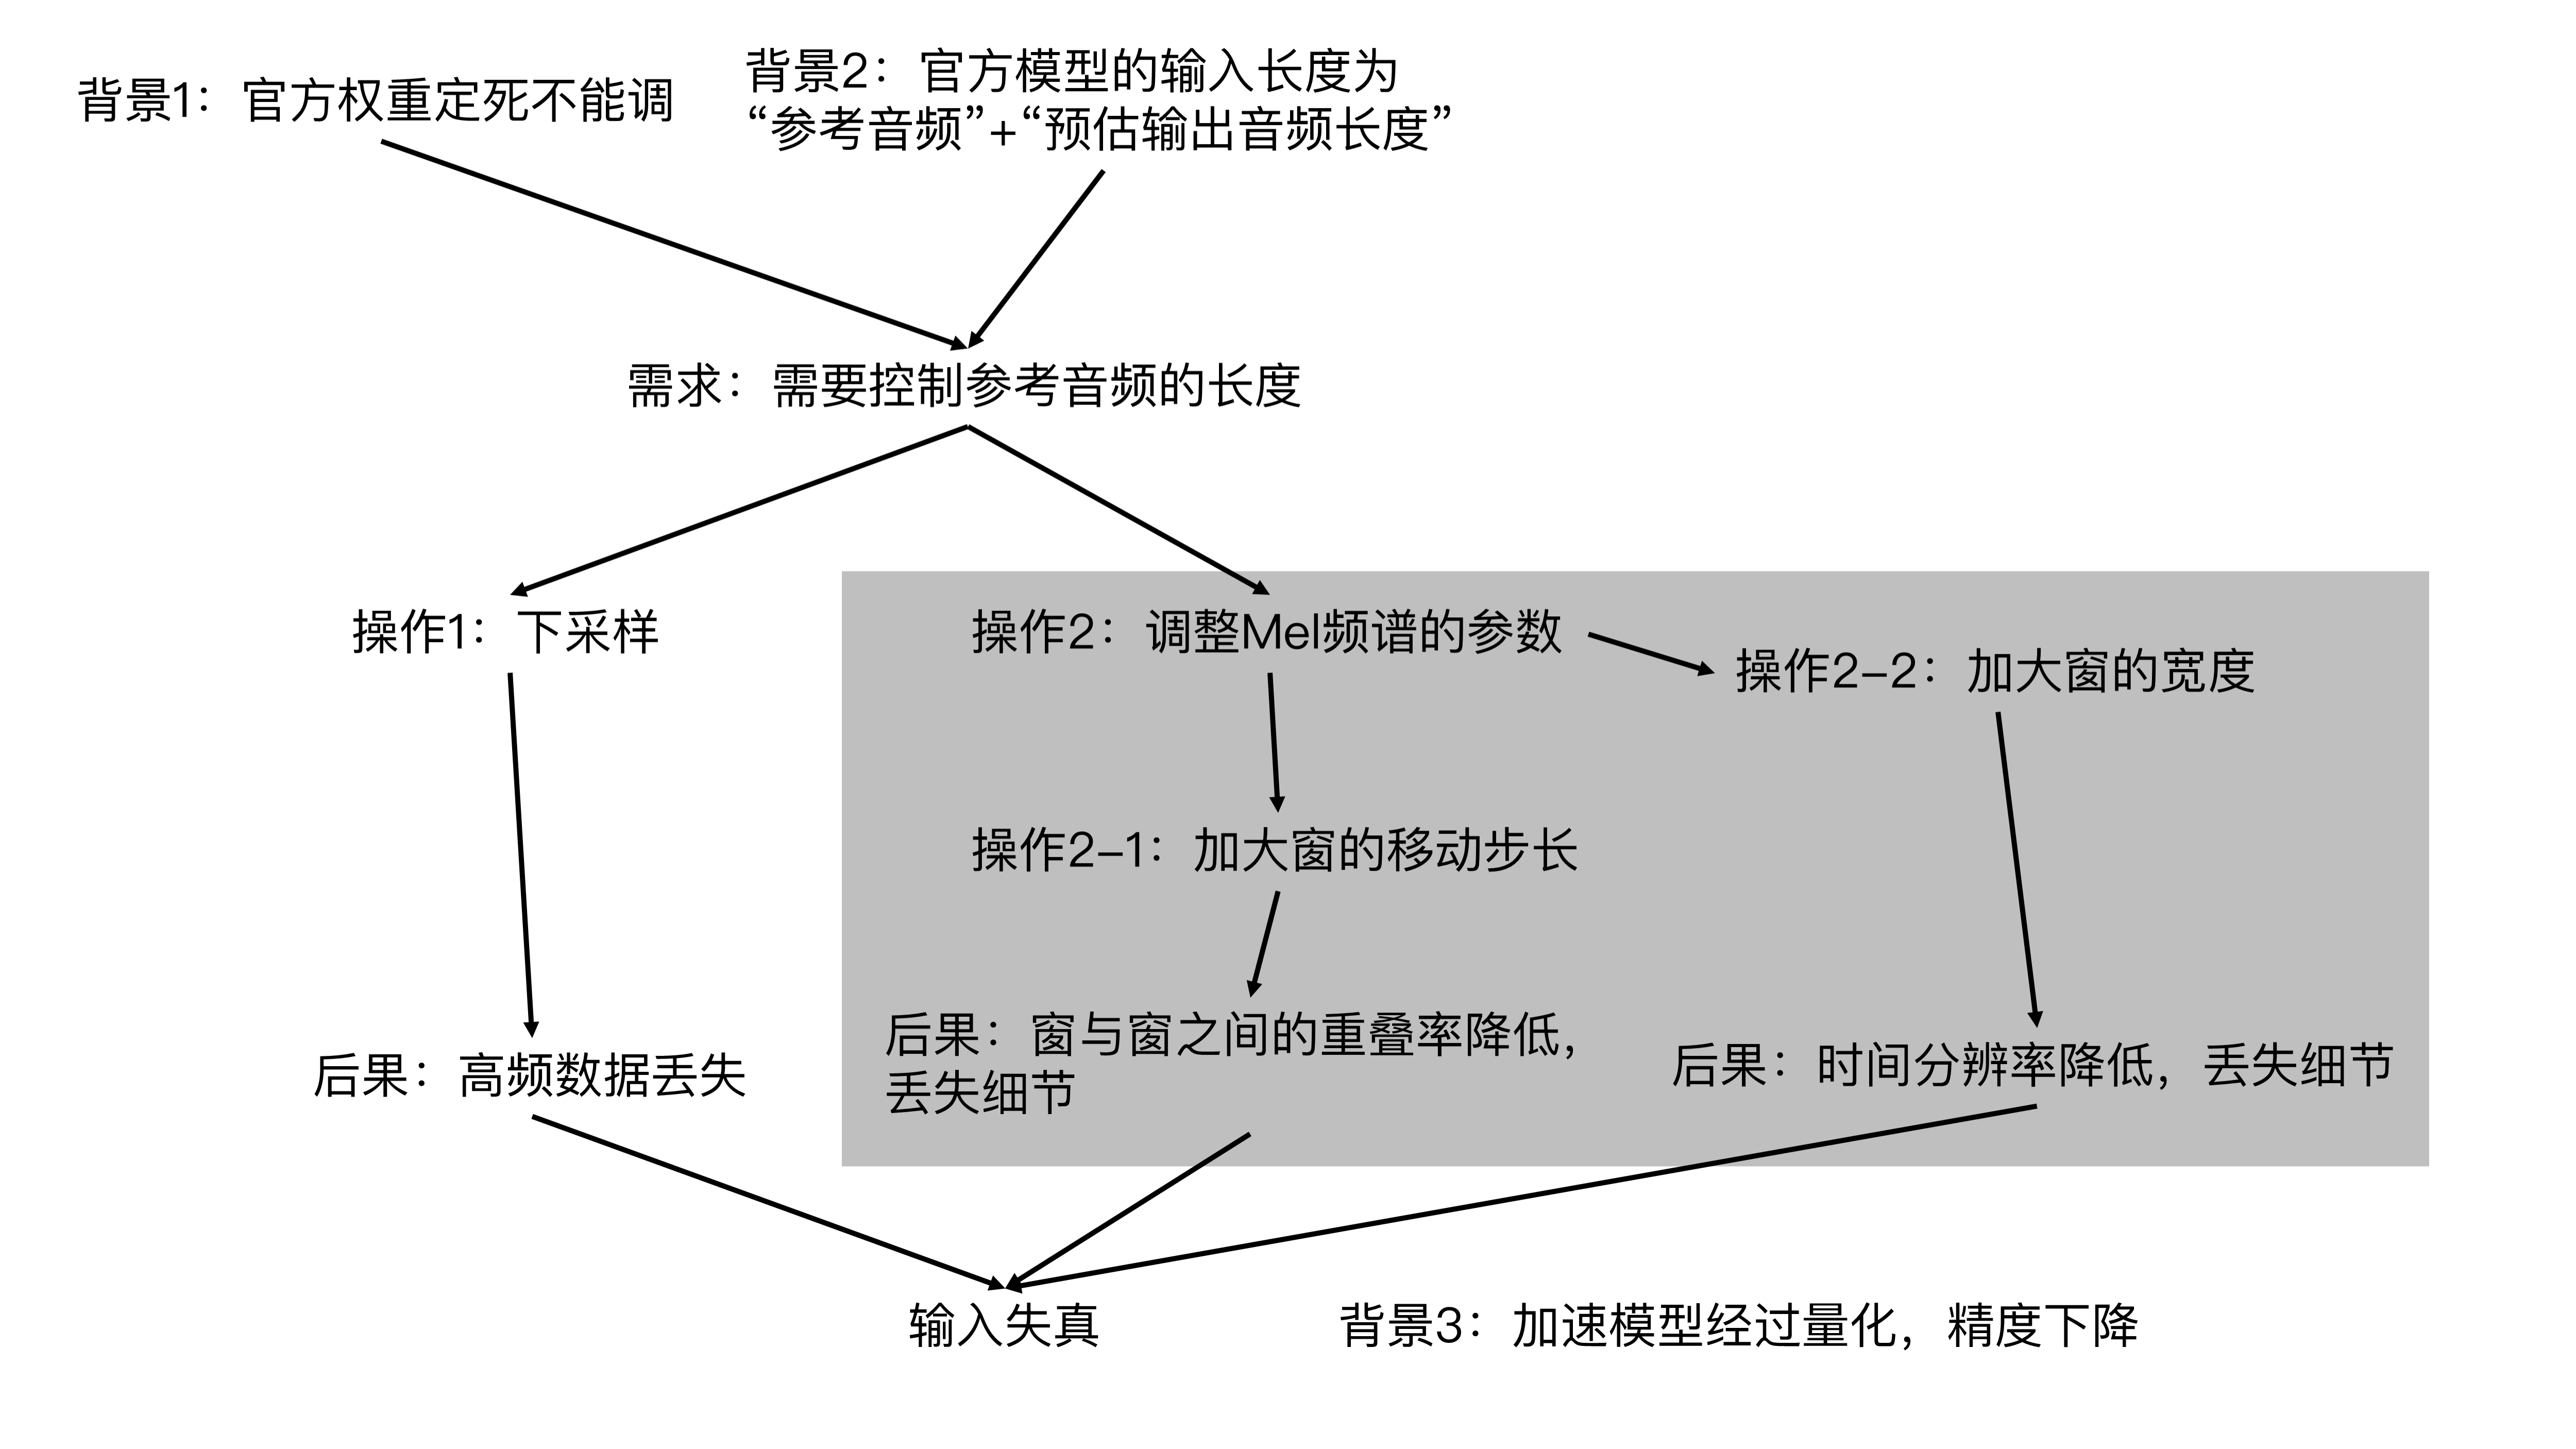 背景1：官方权重定死不能调
背景2：官方模型的输入长度为
“参考音频”+“预估输出音频长度”
需求：需要控制参考音频的长度
操作1：下采样
操作2：调整Mel频谱的参数
操作2-2：加大窗的宽度
操作2-1：加大窗的移动步长
后果：高频数据丢失
后果：窗与窗之间的重叠率降低，
丢失细节
后果：时间分辨率降低，丢失细节
输入失真
背景3：加速模型经过量化，精度下降